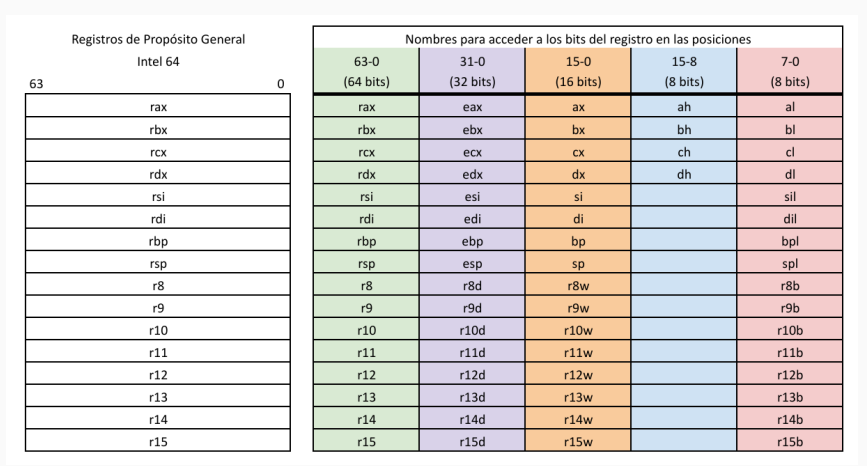 Registros de Propósito General Nombres para acceder a los bits del registro en las posiciones
Intel 64 63-0 31-0 15-0 15-8 7-0
63 0 (64 bits) (32 bits) (16 bits) (8 bits) (8 bits)
rax rax eax ax ah al
rbx rbx ebx bx bh bl
rcx rcx ecx cx ch cl
rdx rdx edx dx dh dl
rsi rsi esi si sil
rdi rdi edi di dil
rbp rbp ebp bp bpl
rsp rsp esp sp spl
r8 r8 r8d r8w r8b
r9 r9 r9d r9w r9b
r10 r10 r10d r10w r10b
r11 r11 r11d r11w r11b
r12 r12 r12d r12w r12b
r13 r13 r13d r13w r13b
r14 r14 r14d r14w r14b
r15 r15 r15d r15w r15b